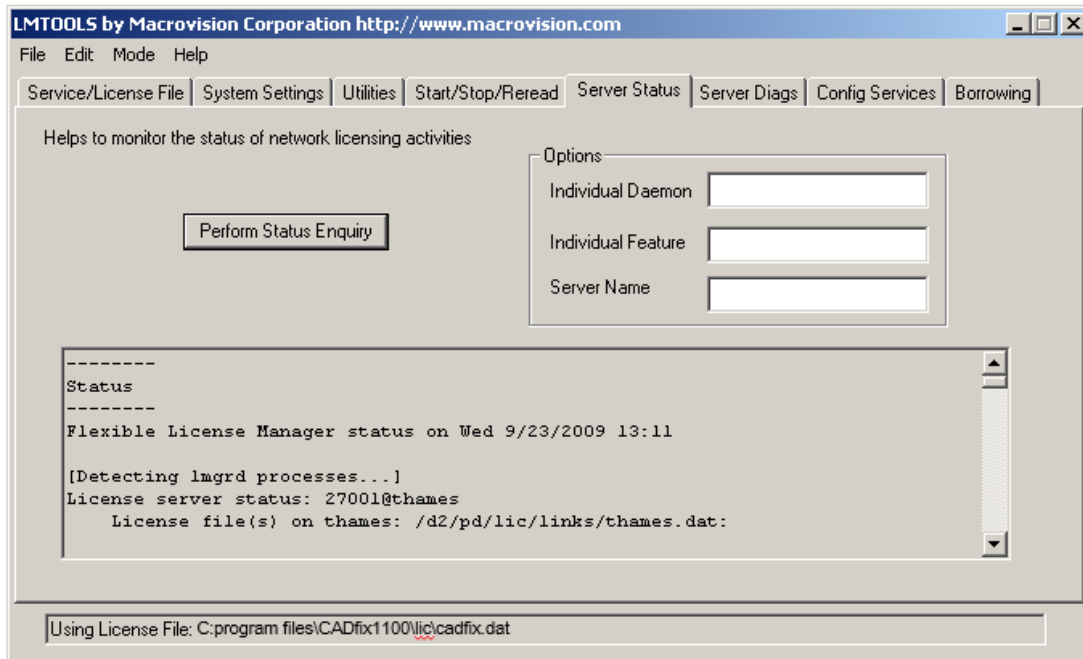 LMTOOLS by Macrovision Corporation http://www.macrovision.com
File Edit Mode Help
Service/License File System Settings Utilities Start/Stop/Reread Server Status Server Diags Config Services Borrowing
Helps to monitor the status of network licensing activities
Options
Individual Daemon
Perform Status Enquiry
Individual Feature
Server Name
--------
Status
--------
Flexible License Manager status on Wed 9/23/2009 13:11
[Detecting lmgrd processes...]
License server status: 27001@thames
License file(s) on thames: /d2/pd/lic/links/thames.dat:
Using License File: C:program files\CADfix1100\lic\cadfix.dat